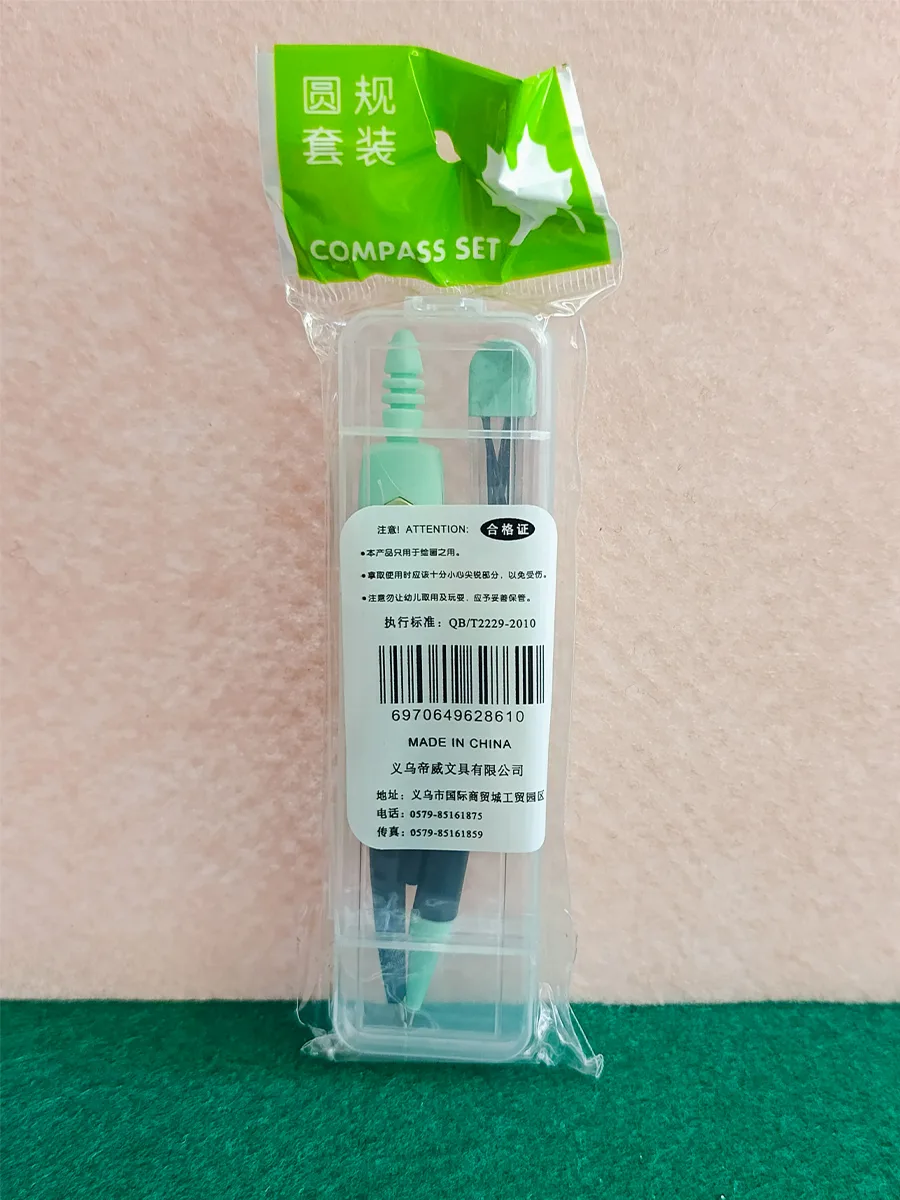 圆规
套装
COMPASS SET
注意! ATTENTION: 合格证
•本产品只用于绘图之用。
•拿取使用时应该十分小心尖锐部分，以免受伤。
•注意勿让幼儿取用及玩耍，应予妥善保管。
执行标准：QB/T2229-2010
6970649628610
MADE IN CHINA
义乌帝威文具有限公司
地址：义乌市国际商贸城工贸园区
电话：0579-85161875
传真：0579-85161859